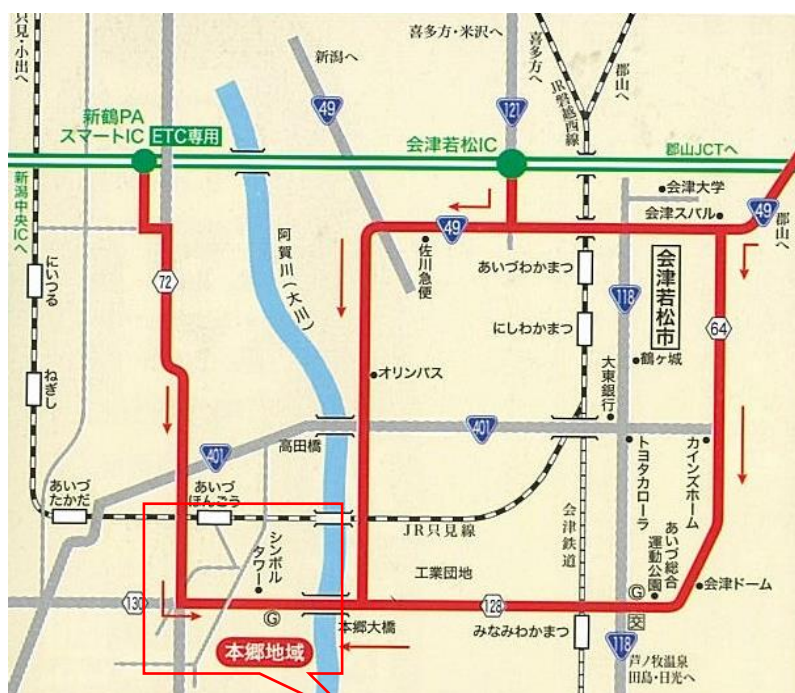 只見・小出へ
新潟へ
喜多方・米沢へ
喜多方へ
JR磐越西線
郡山へ
49
121
新鶴PA
スマートIC ETC専用
会津若松IC
郡山JCTへ
新潟中央ICへ
会津大学
会津スバル
49
郡山へ
49
佐川急便
阿賀川(大川)
あいづわかまつ
118
会津若松市
64
にいつる
72
にしわかまつ
鶴ヶ城
大東銀行
ねぎし
オリンパス
401
高田橋
401
トヨタカローラ
カインズホーム
あいづ
たかだ
あいづ
ほんごう
JR只見線
会津鉄道
シンボル
タワー
工業団地
あいづ総合
運動公園
会津ドーム
130
G
本郷大橋
128
G
交
みなみわかまつ
本郷地域
118
芦ノ牧温泉
田島・日光へ